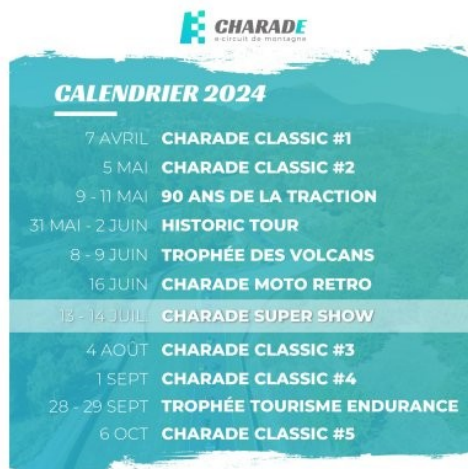 CHARADE
e-circuit de montagne
CALENDRIER 2024
7 AVRIL CHARADE CLASSIC #1
5 MAI CHARADE CLASSIC #2
9 - 11 MAI 90 ANS DE LA TRACTION
31 MAI - 2 JUIN HISTORIC TOUR
8 - 9 JUIN TROPHÉE DES VOLCANS
16 JUIN CHARADE MOTO RETRO
13 - 14 JUIL CHARADE SUPER SHOW
4 AOÛT CHARADE CLASSIC #3
1 SEPT CHARADE CLASSIC #4
28 - 29 SEPT TROPHÉE TOURISME ENDURANCE
6 OCT CHARADE CLASSIC #5